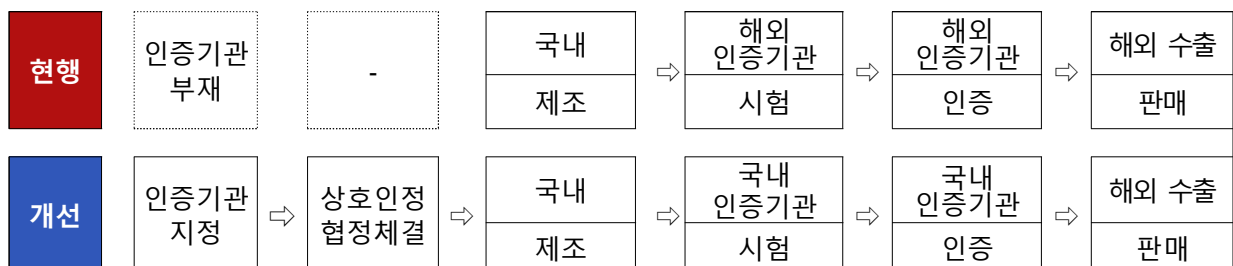 현행
인증기관
부재
-
국내
제조
⇨
해외
인증기관
시험
⇨
해외
인증기관
인증
⇨
해외 수출
판매
개선
인증기관
지정
⇨
상호인정
협정체결
⇨
국내
제조
⇨
국내
인증기관
시험
⇨
국내
인증기관
인증
⇨
해외 수출
판매